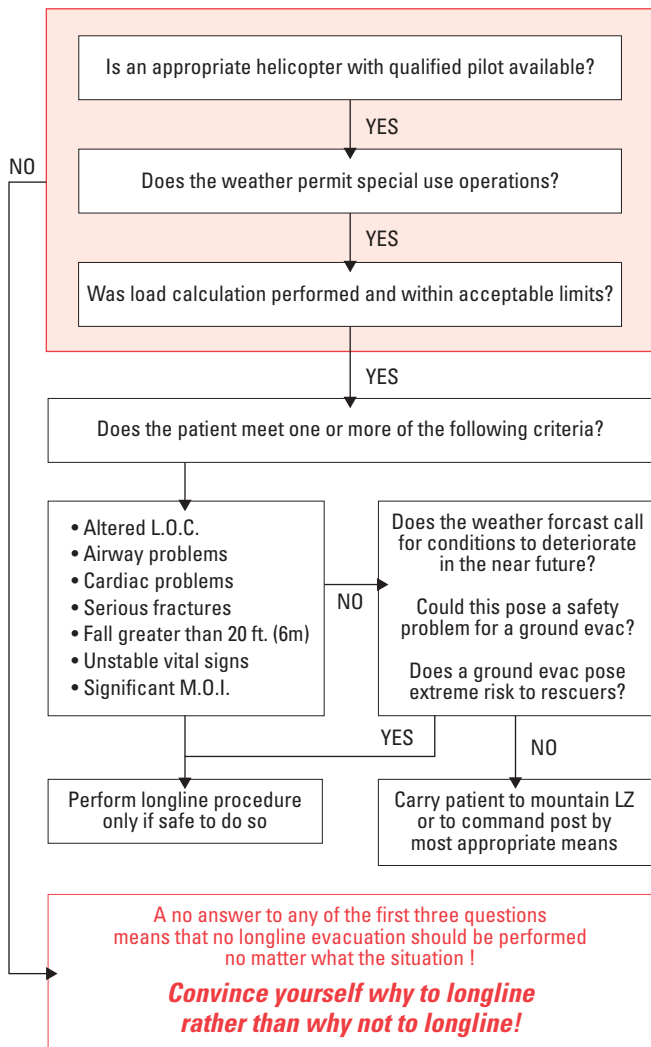 Is an appropriate helicopter with qualified pilot available?
YES
NO
Does the weather permit special use operations?
YES
Was load calculation performed and within acceptable limits?
YES
Does the patient meet one or more of the following criteria?
• Altered L.O.C.
• Airway problems
• Cardiac problems
• Serious fractures
• Fall greater than 20 ft. (6m)
• Unstable vital signs
• Significant M.O.I.
NO
Does the weather forcast call
for conditions to deteriorate
in the near future?
Could this pose a safety
problem for a ground evac?
Does a ground evac pose
extreme risk to rescuers?
YES
NO
Perform longline procedure
only if safe to do so
Carry patient to mountain LZ
or to command post by
most appropriate means
A no answer to any of the first three questions
means that no longline evacuation should be performed
no matter what the situation !
Convince yourself why to longline
rather than why not to longline!